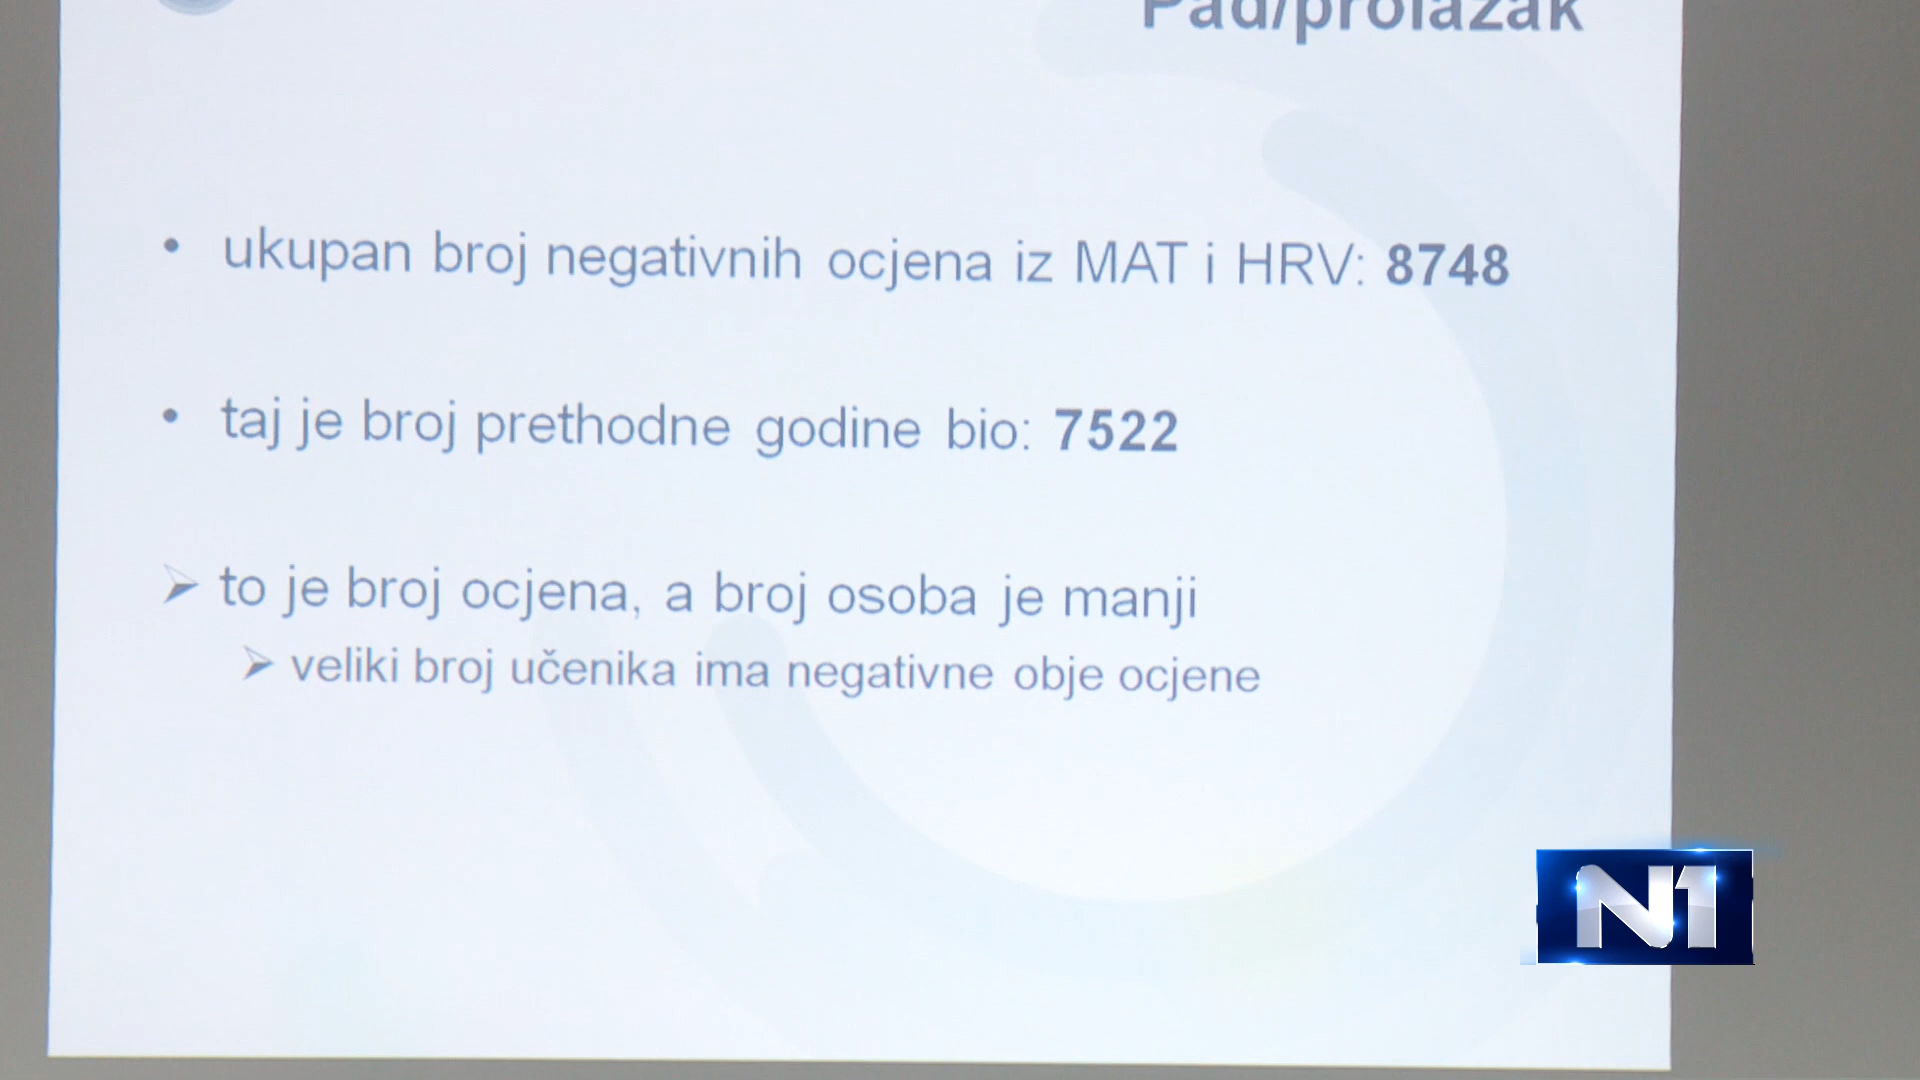 Pad/prolazak
• ukupan broj negativnih ocjena iz MAT i HRV: 8748
• taj je broj prethodne godine bio: 7522
➢ to je broj ocjena, a broj osoba je manji
➢ veliki broj učenika ima negativne obje ocjene
N1